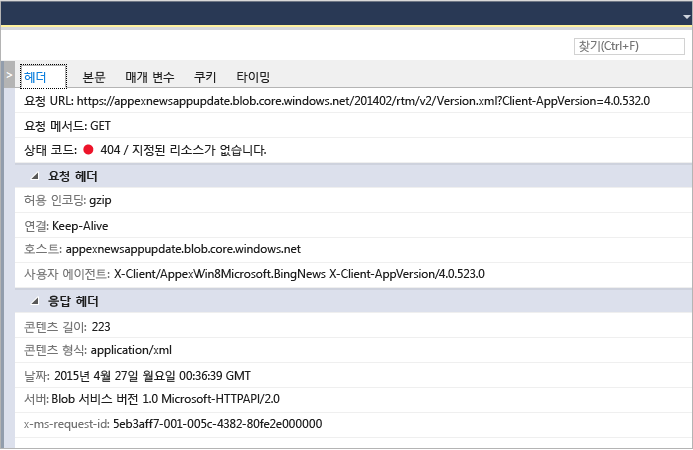 찾기(Ctrl+F)
> 헤더 본문 매개 변수 쿠키 타이밍
요청 URL: https://appexnewsappupdate.blob.core.windows.net/201402/rtm/v2/Version.xml?Client-AppVersion=4.0.532.0
요청 메서드: GET
상태 코드: 404 / 지정된 리소스가 없습니다.
요청 헤더
허용 인코딩: gzip
연결: Keep-Alive
호스트: appexnewsappupdate.blob.core.windows.net
사용자 에이전트: X-Client/AppexWin8Microsoft.BingNews X-Client-AppVersion/4.0.523.0
응답 헤더
콘텐츠 길이: 223
콘텐츠 형식: application/xml
날짜: 2015년 4월 27일 월요일 00:36:39 GMT
서버: Blob 서비스 버전 1.0 Microsoft-HTTPAPI/2.0
x-ms-request-id: 5eb3aff7-001-005c-4382-80fe2e000000